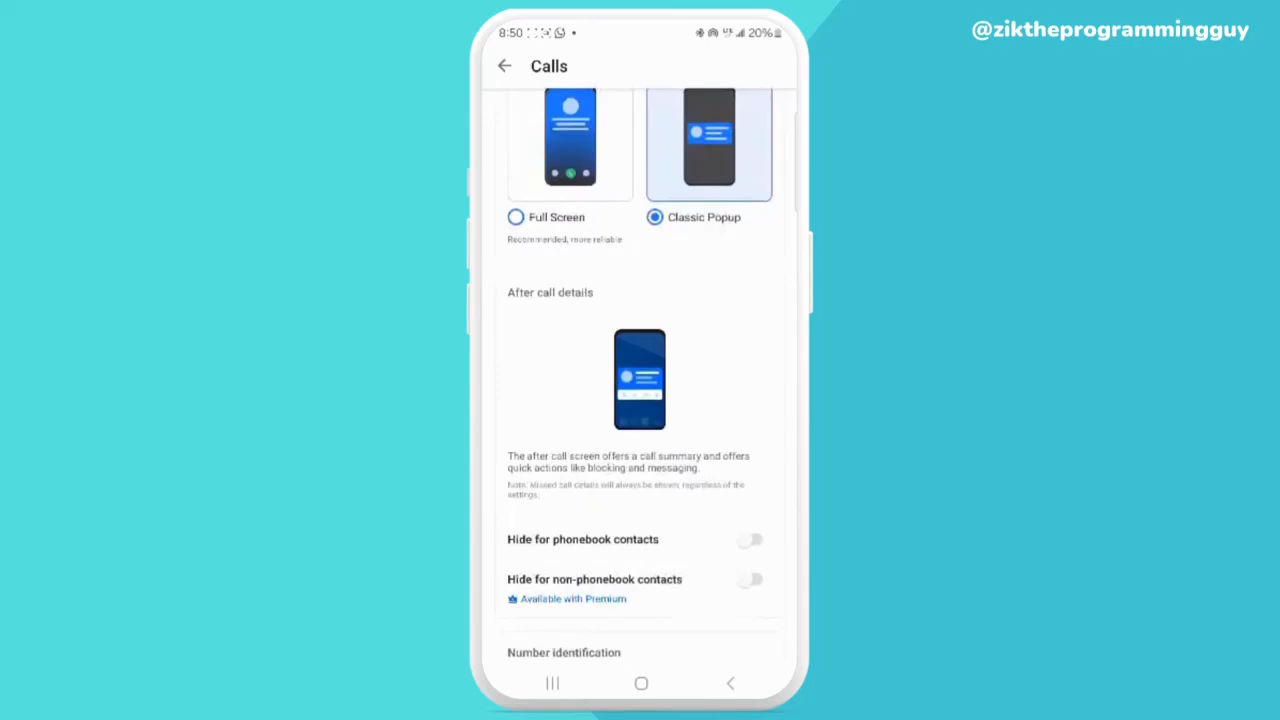 @ziktheprogrammingguy
8:50
20%
Calls
Full Screen
Classic Popup
Recommended, more reliable
After call details
The after call screen offers a call summary and offers
quick actions like blocking and messaging.
Note: Missed call details will always be shown, regardless of the
settings.
Hide for phonebook contacts
Hide for non-phonebook contacts
Available with Premium
Number identification